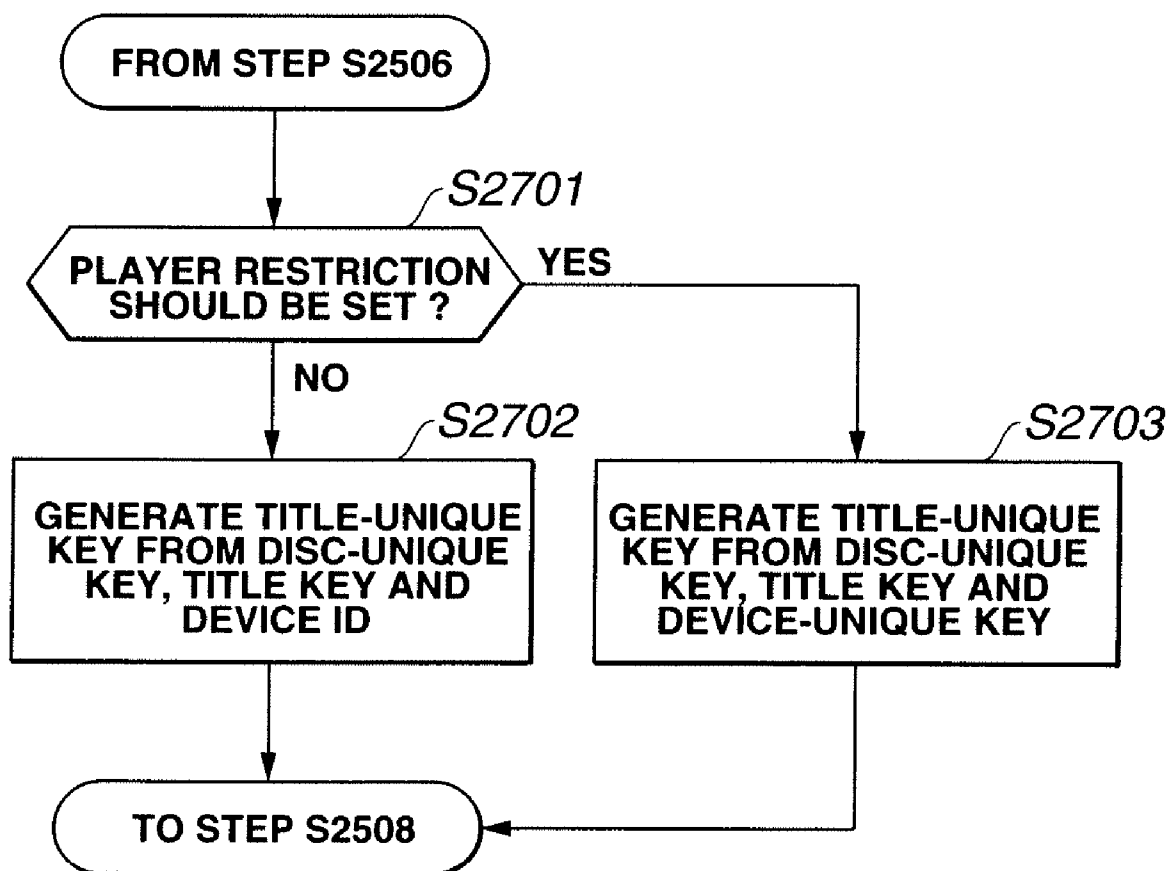 FROM STEP S2506
S2701
PLAYER RESTRICTION
SHOULD BE SET ?
YES
NO
S2702
GENERATE TITLE-UNIQUE
KEY FROM DISC-UNIQUE
KEY, TITLE KEY AND
DEVICE ID
S2703
GENERATE TITLE-UNIQUE
KEY FROM DISC-UNIQUE
KEY, TITLE KEY AND
DEVICE-UNIQUE KEY
TO STEP S2508